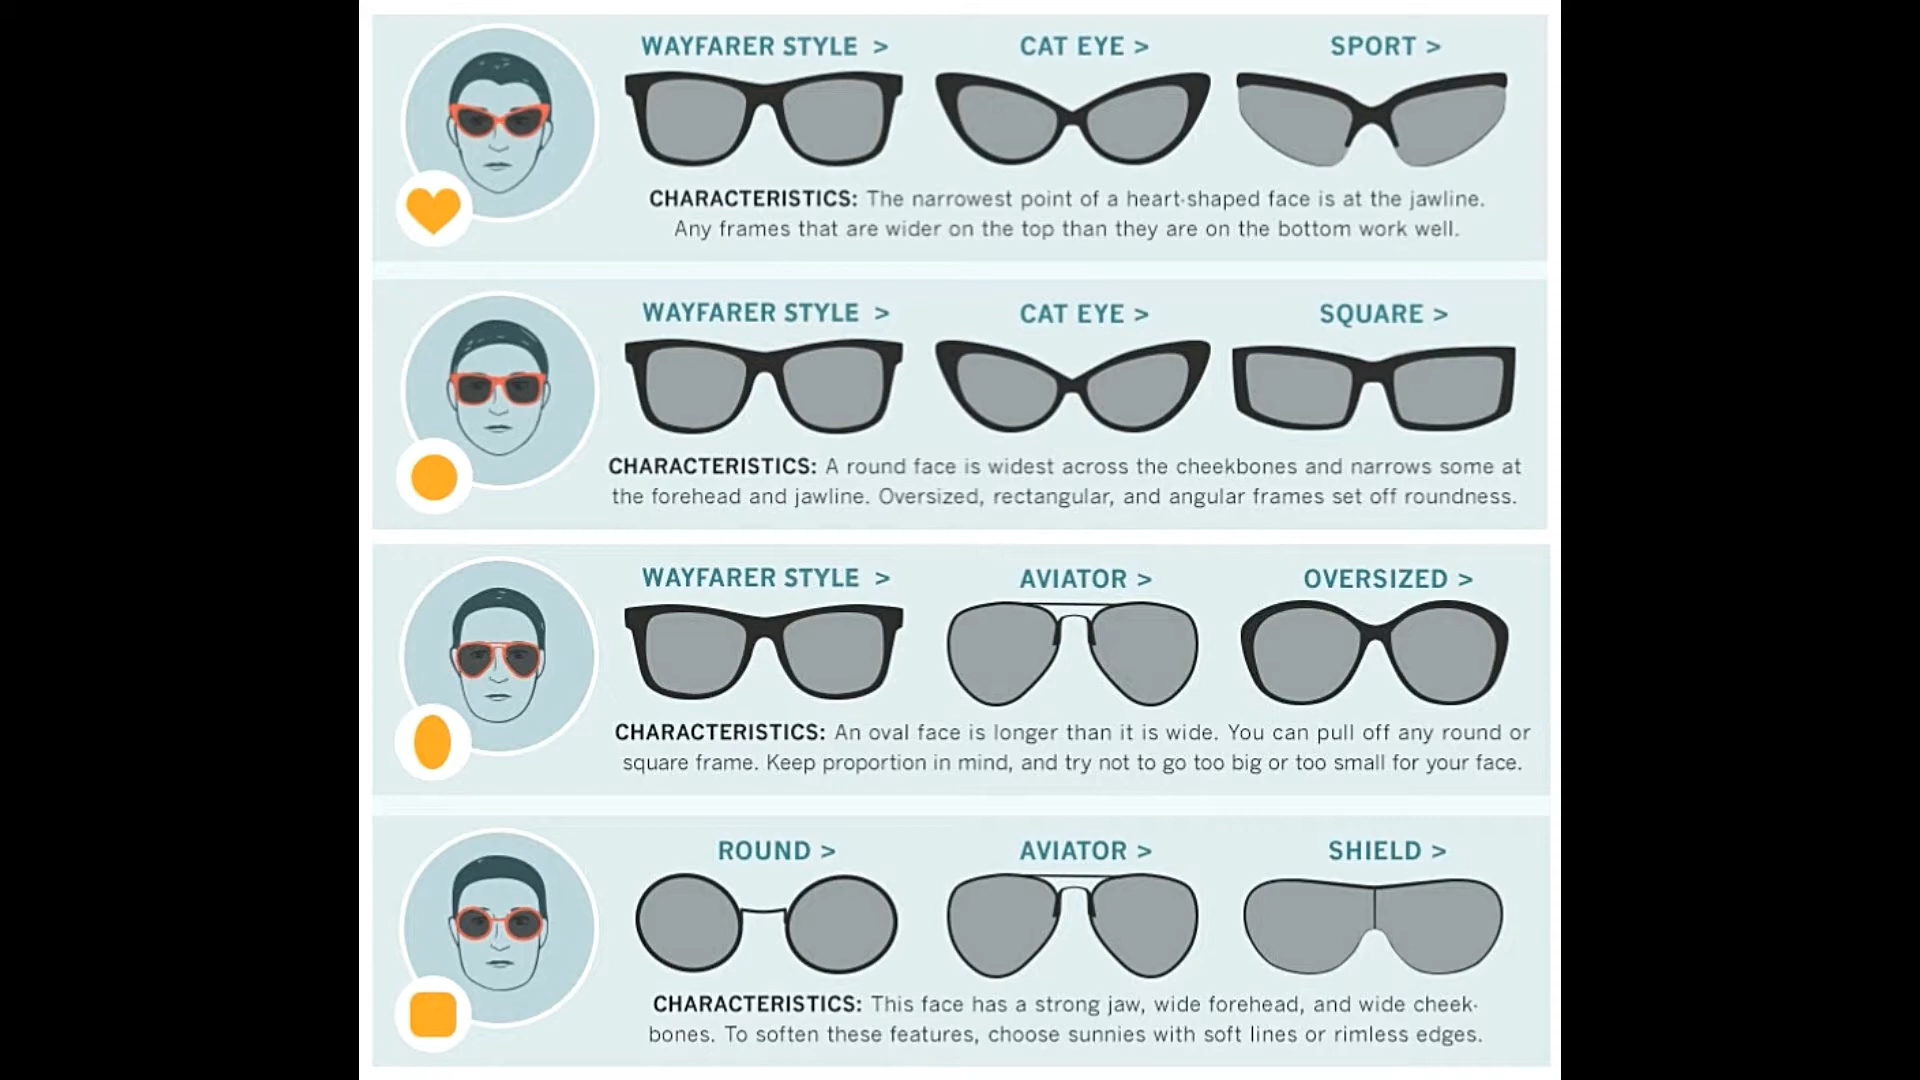 WAYFARER STYLE >
CAT EYE >
SPORT >
CHARACTERISTICS: The narrowest point of a heart-shaped face is at the jawline.
Any frames that are wider on the top than they are on the bottom work well.
WAYFARER STYLE >
CAT EYE >
SQUARE >
CHARACTERISTICS: A round face is widest across the cheekbones and narrows some at
the forehead and jawline. Oversized, rectangular, and angular frames set off roundness.
WAYFARER STYLE >
AVIATOR >
OVERSIZED >
CHARACTERISTICS: An oval face is longer than it is wide. You can pull off any round or
square frame. Keep proportion in mind, and try not to go too big or too small for your face.
ROUND >
AVIATOR >
SHIELD >
CHARACTERISTICS: This face has a strong jaw, wide forehead, and wide cheek-
bones. To soften these features, choose sunnies with soft lines or rimless edges.